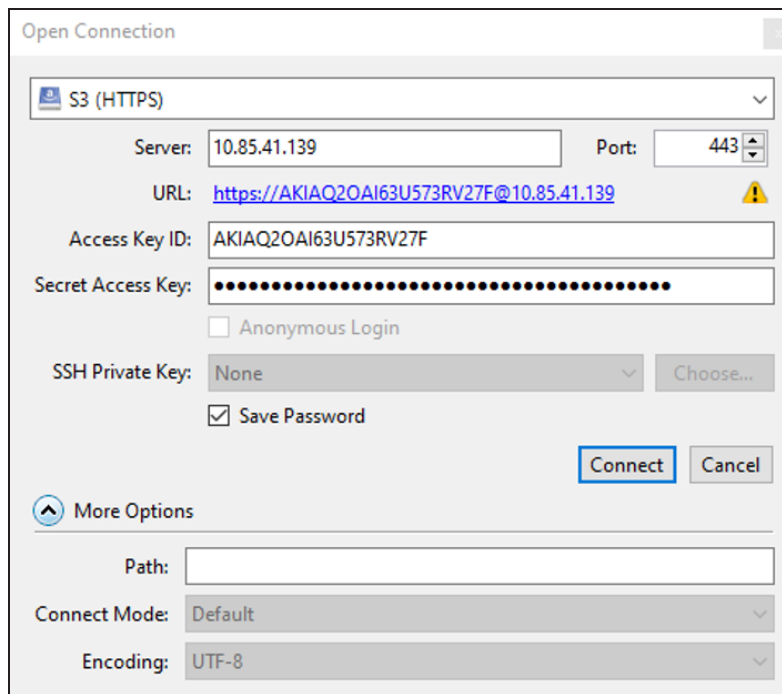 Open Connection
S3 (HTTPS)
Server: 10.85.41.139 Port: 443
URL: https://AKIAQ2OAI63U573RV27F@10.85.41.139
Access Key ID: AKIAQ2OAI63U573RV27F
Secret Access Key: ••••••••••••••••••••••••••••••••••••••••
Anonymous Login
SSH Private Key: None Choose...
Save Password
Connect Cancel
More Options
Path:
Connect Mode: Default
Encoding: UTF-8